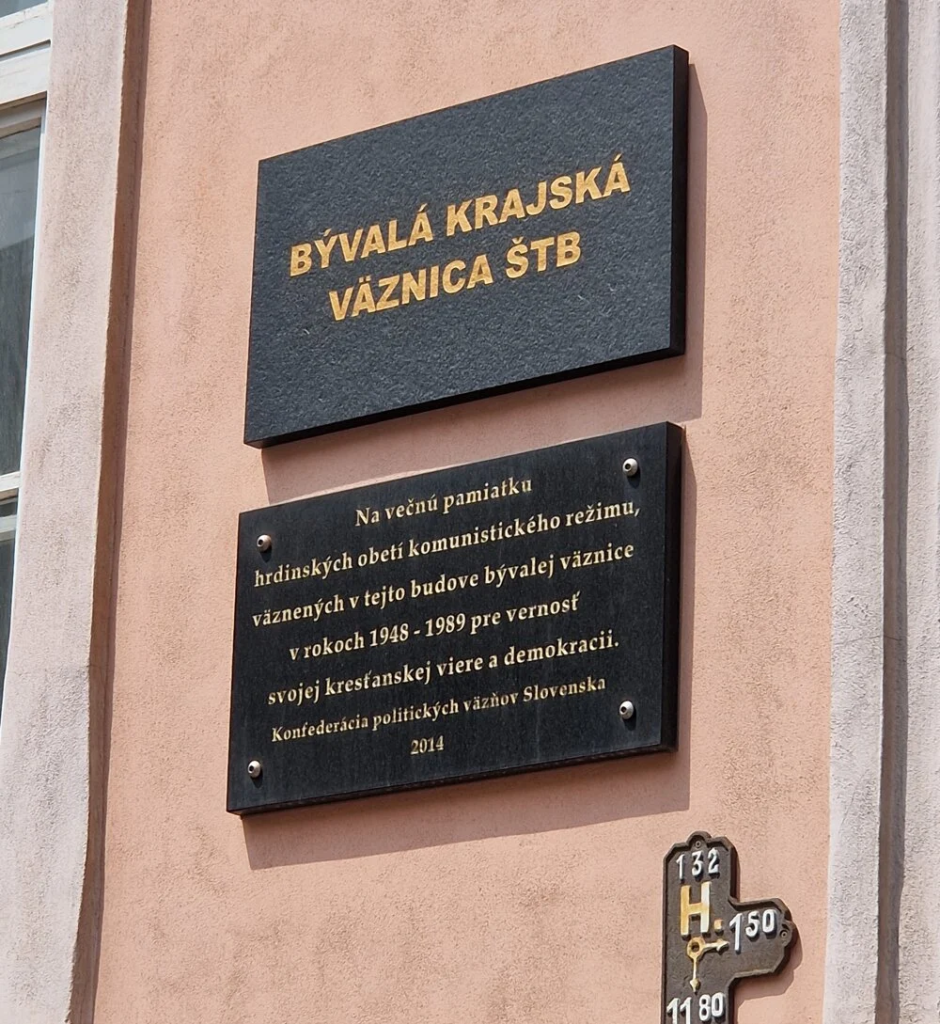 BÝVALÁ KRAJSKÁ
VÄZNICA ŠTB
Na večnú pamiatku
hrdinských obetí komunistického režimu,
väznených v tejto budove bývalej väznice
v rokoch 1948 - 1989 pre vernosť
svojej kresťanskej viere a demokracii.
Konfederácia politických väzňov Slovenska
2014
132
H.
150
1180